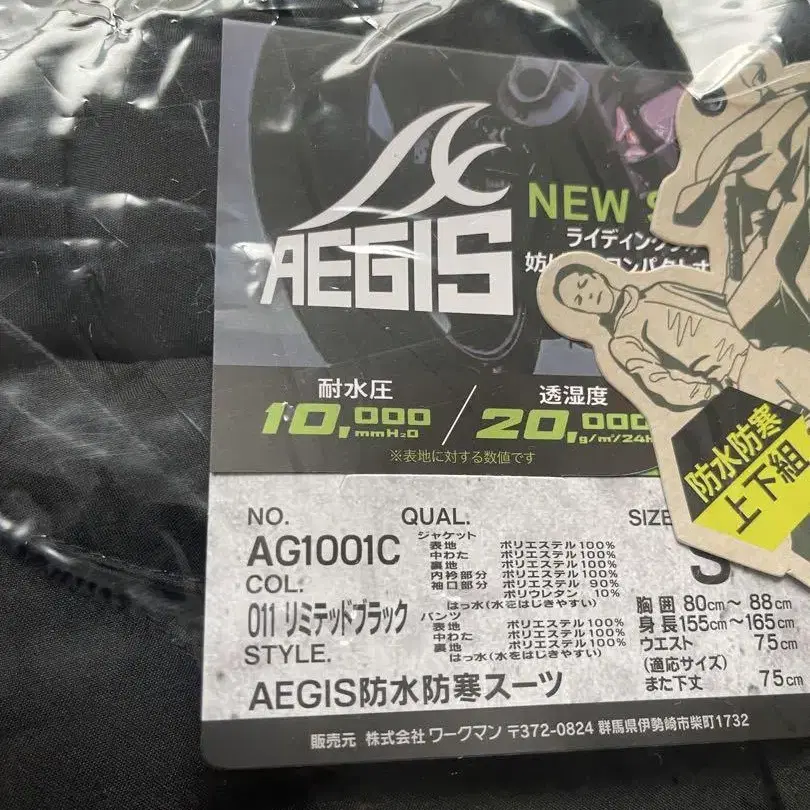 AEGIS
NEW
ライディング
耐水圧
10,000
mmH₂O
透湿度
20,000
g/㎡/24h
※表地に対する数値です
防水防寒
上下組
NO.
AG1001C
COL.
011 リミテッドブラック
STYLE.
AEGIS防水防寒スーツ
QUAL.
ジャケット
表地 ポリエステル100%
中わた ポリエステル100%
裏地 ポリエステル100%
内衿部分 ポリエステル100%
袖口部分 ポリエステル 90%
ポリウレタン 10%
はっ水(水をはじきやすい)
パンツ
表地 ポリエステル100%
中わた ポリエステル100%
裏地 ポリエステル100%
はっ水(水をはじきやすい)
SIZE
S
胸囲 80cm～ 88cm
身長155cm～165cm
ウエスト 75cm
(適応サイズ)
また下丈 75cm
販売元 株式会社 ワークマン 〒372-0824 群馬県伊勢崎市柴町1732